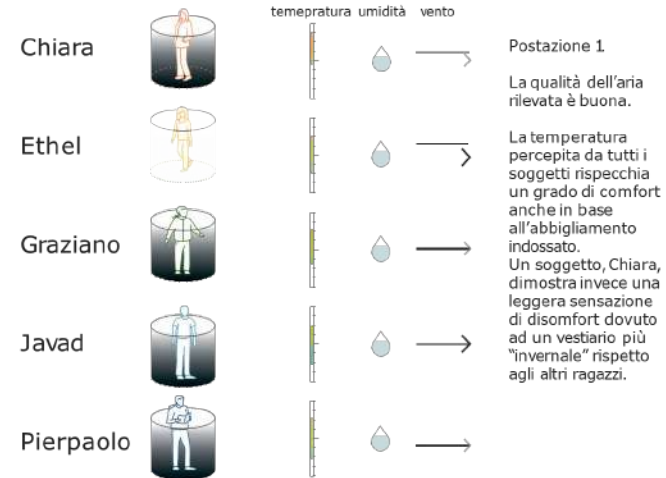 temepratura umidità vento
Chiara
Ethel
Graziano
Javad
Pierpaolo
Postazione 1
La qualità dell'aria
rilevata è buona.
La temperatura
percepita da tutti i
soggetti rispecchia
un grado di comfort
anche in base
all'abbigliamento
indossato.
Un soggetto, Chiara,
dimostra invece una
leggera sensazione
di disomfort dovuto
ad un vestiario più
"invernale" rispetto
agli altri ragazzi.